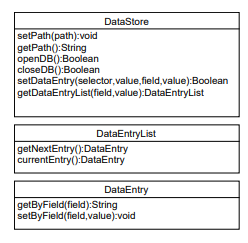 DataStore
setPath(path):void
getPath():String
openDB():Boolean
closeDB():Boolean
setDataEntry(selector,value,field,value):Boolean
getDataEntryList(field,value):DataEntryList
DataEntryList
getNextEntry():DataEntry
currentEntry():DataEntry
DataEntry
getByField(field):String
setByField(field,value):void